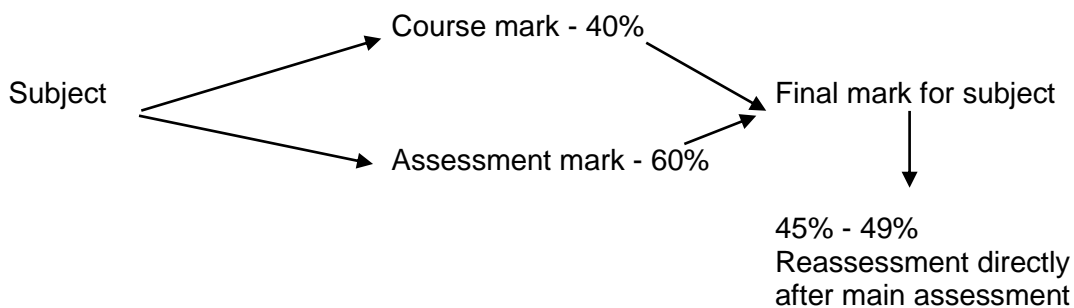 Course mark - 40%
Subject
Final mark for subject
Assessment mark - 60%
45% - 49%
Reassessment directly
after main assessment